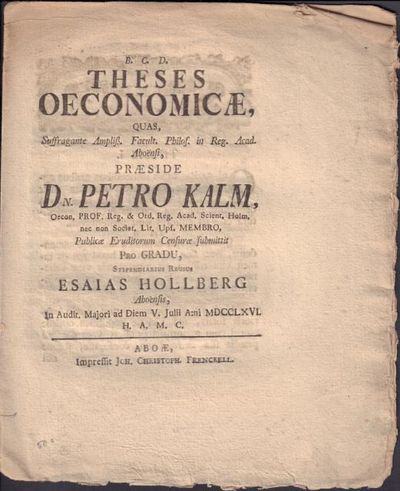 B. C. D.
THESES
OECONOMICÆ,
QUAS,
Suffragante Ampliß. Facult. Philos. in Reg. Acad.
Aboënsi,
PRÆSIDE
DN. PETRO KALM,
Oecon. PROF. Reg. & Ord. Reg. Acad. Scient. Holm.
nec non Societ. Lit. Ups. MEMBRO,
Publicæ Eruditorum Censuræ submittit
PRO GRADU,
STIPENDIARIUS REGIUS
ESAIAS HOLLBERG
Aboënsis,
In Audit. Majori ad Diem V. Julii Anni MDCCLXVI.
H. A. M. C.
ABOÆ,
Impressit JOH. CHRISTOPH. FRENCKELL.